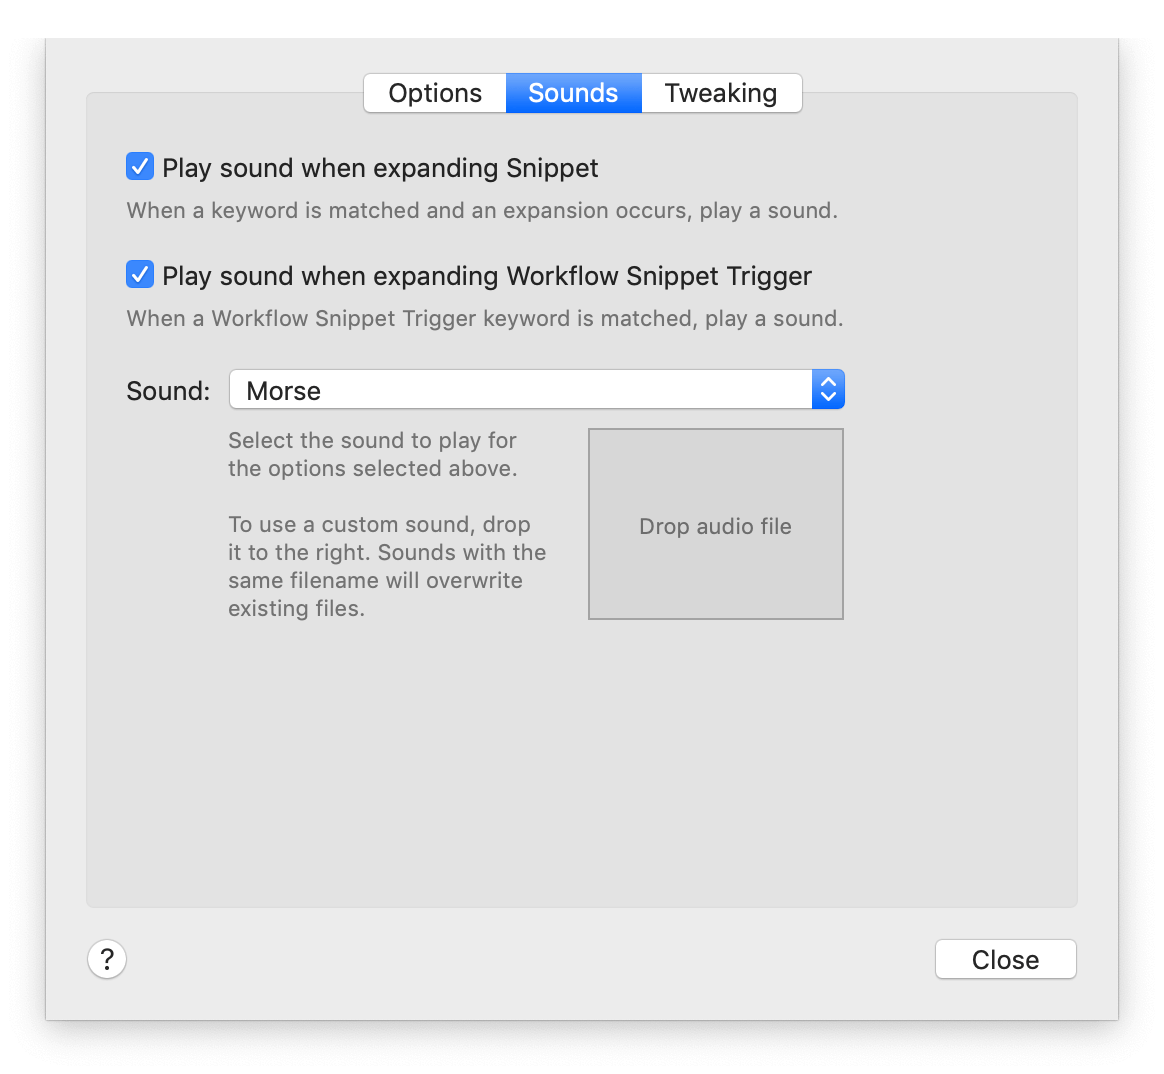 Options Sounds Tweaking
Play sound when expanding Snippet
When a keyword is matched and an expansion occurs, play a sound.
Play sound when expanding Workflow Snippet Trigger
When a Workflow Snippet Trigger keyword is matched, play a sound.
Sound: Morse
Select the sound to play for
the options selected above.
To use a custom sound, drop
it to the right. Sounds with the
same filename will overwrite
existing files.
Drop audio file
?
Close